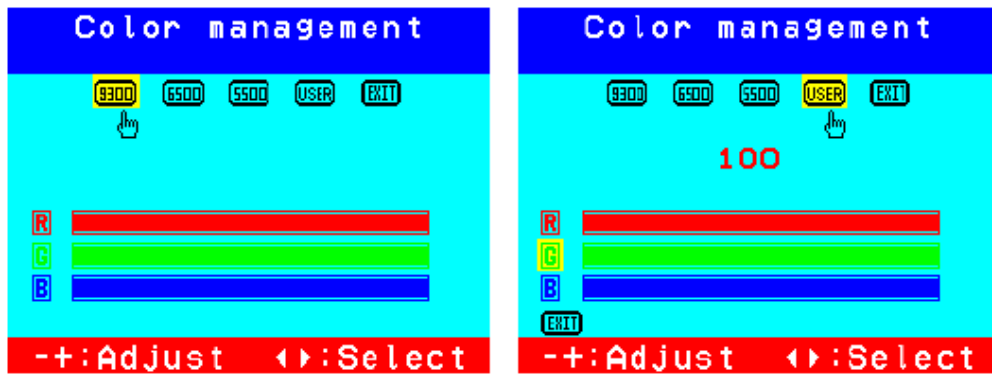 Color management
9300 6500 5500 USER EXIT
R
G
B
-+:Adjust ◂▸:Select
Color management
9300 6500 5500 USER EXIT
100
R
G
B
EXIT
-+:Adjust ◂▸:Select